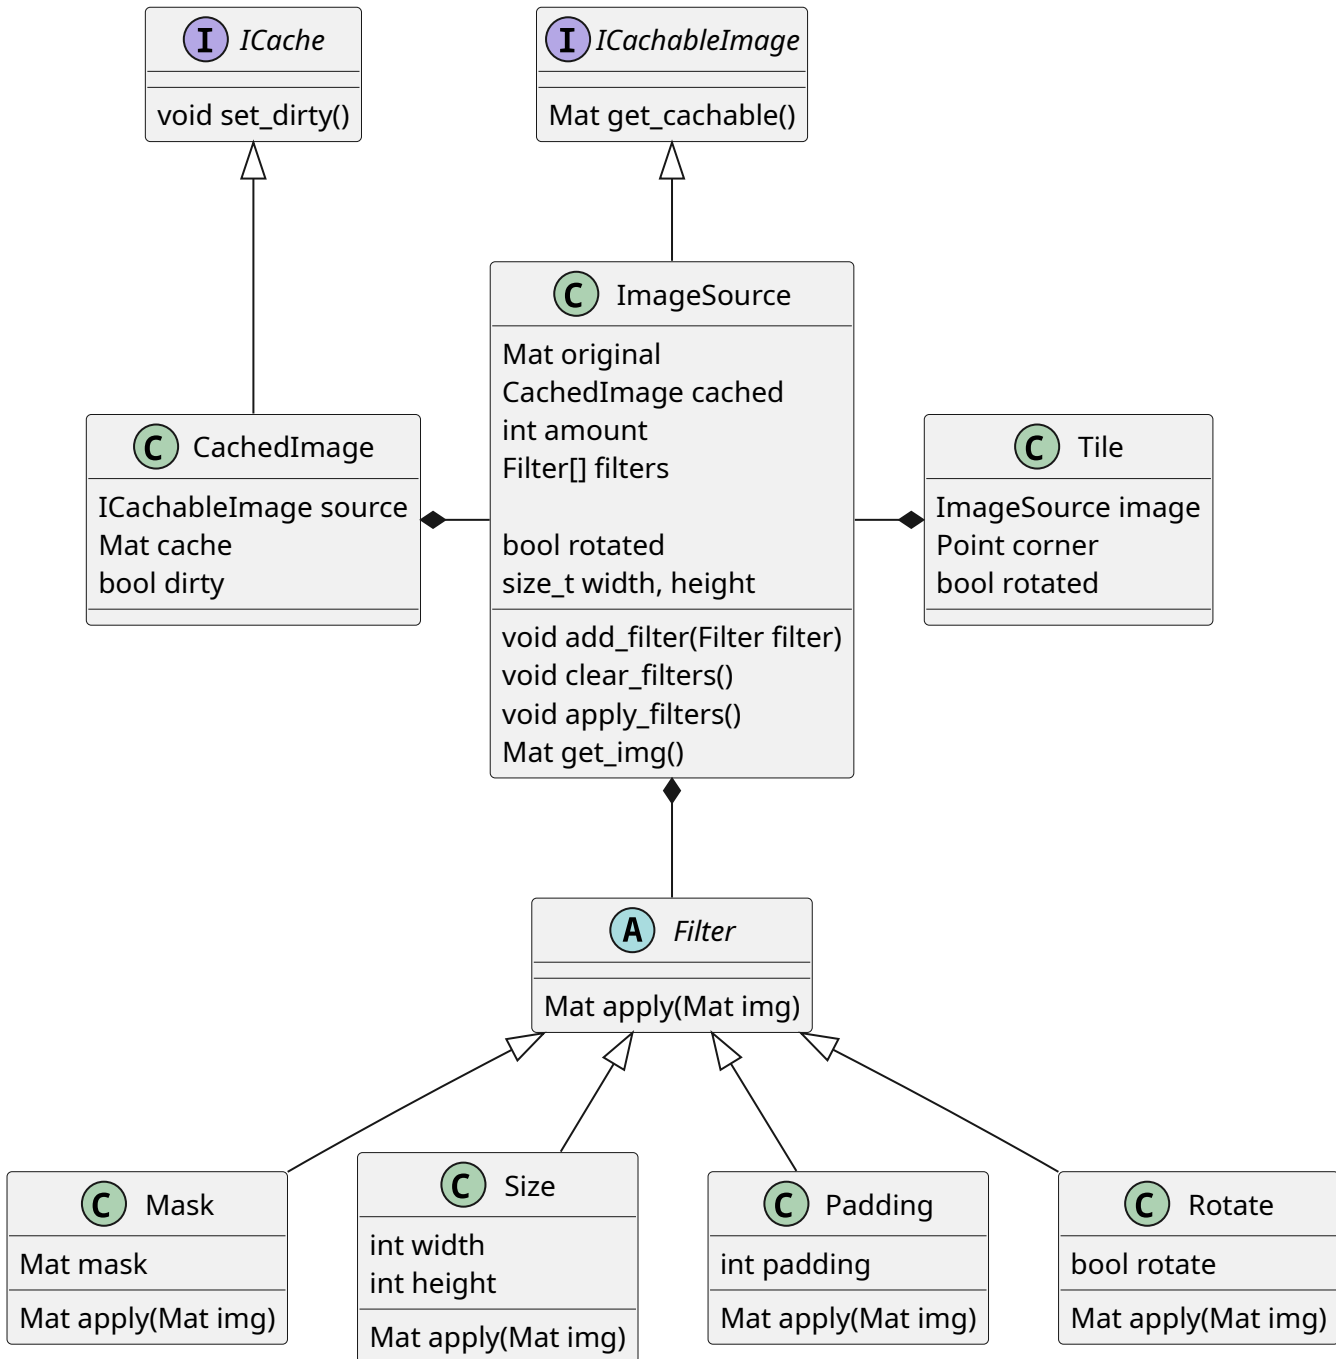 I ICache
void set_dirty()
I ICachableImage
Mat get_cachable()
C ImageSource
Mat original
CachedImage cached
int amount
Filter[] filters
bool rotated
size_t width, height
void add_filter(Filter filter)
void clear_filters()
void apply_filters()
Mat get_img()
C CachedImage
ICachableImage source
Mat cache
bool dirty
C Tile
ImageSource image
Point corner
bool rotated
A Filter
Mat apply(Mat img)
C Mask
Mat mask
Mat apply(Mat img)
C Size
int width
int height
Mat apply(Mat img)
C Padding
int padding
Mat apply(Mat img)
C Rotate
bool rotate
Mat apply(Mat img)